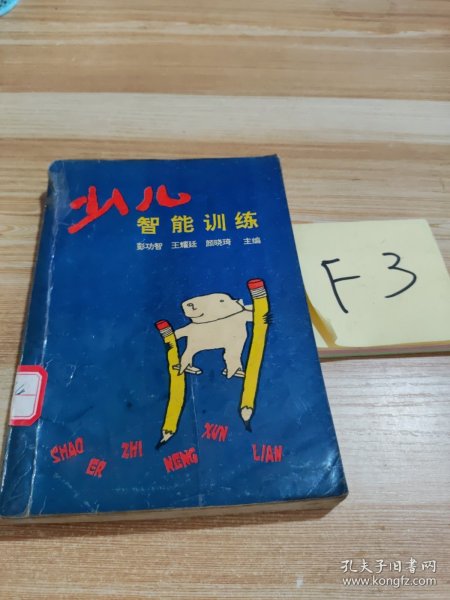 少儿
智能训练
彭功智 王耀廷 颜晓琦 主编
F3
SHAO ER ZHI NENG XUN LIAN
孔夫子旧书网
www.kongfz.com